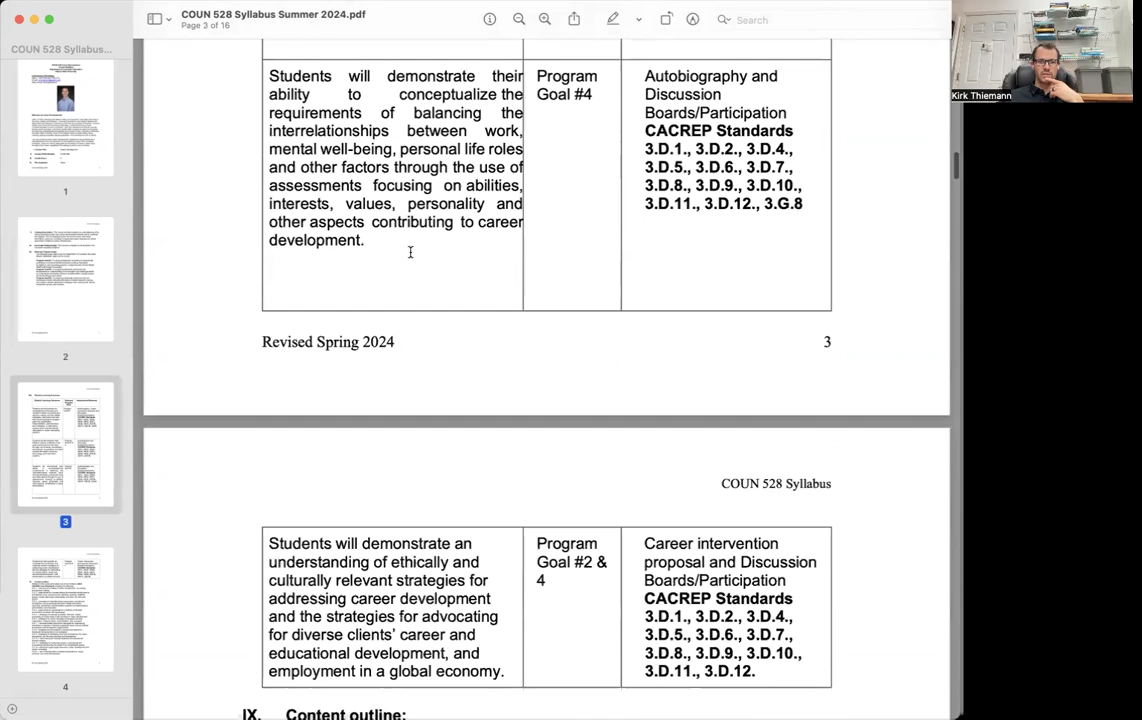 COUN 528 Syllabus Summer 2024.pdf
Page 3 of 16
Search
COUN 528 Syllabus...
1
2
3
4
Kirk Thiemann
Students will demonstrate their
ability to conceptualize the
requirements of balancing the
interrelationships between work,
mental well-being, personal life roles
and other factors through the use of
assessments focusing on abilities,
interests, values, personality and
other aspects contributing to career
development.
Program
Goal #4
Autobiography and
Discussion
Boards/Participation
CACREP Standards
3.D.1., 3.D.2., 3.D.4.,
3.D.5., 3.D.6., 3.D.7.,
3.D.8., 3.D.9., 3.D.10.,
3.D.11., 3.D.12., 3.G.8
Revised Spring 2024
3
COUN 528 Syllabus
Students will demonstrate an
understanding of ethically and
culturally relevant strategies for
addressing career development
and the strategies for advocating
for diverse clients' career and
educational development, and
employment in a global economy.
Program
Goal #2 &
4
Career intervention
proposal and Discussion
Boards/Participation
CACREP Standards
3.D.1., 3.D.2., 3.D.4.,
3.D.5., 3.D.6., 3.D.7.,
3.D.8., 3.D.9., 3.D.10.,
3.D.11., 3.D.12.
IX. Content outline: